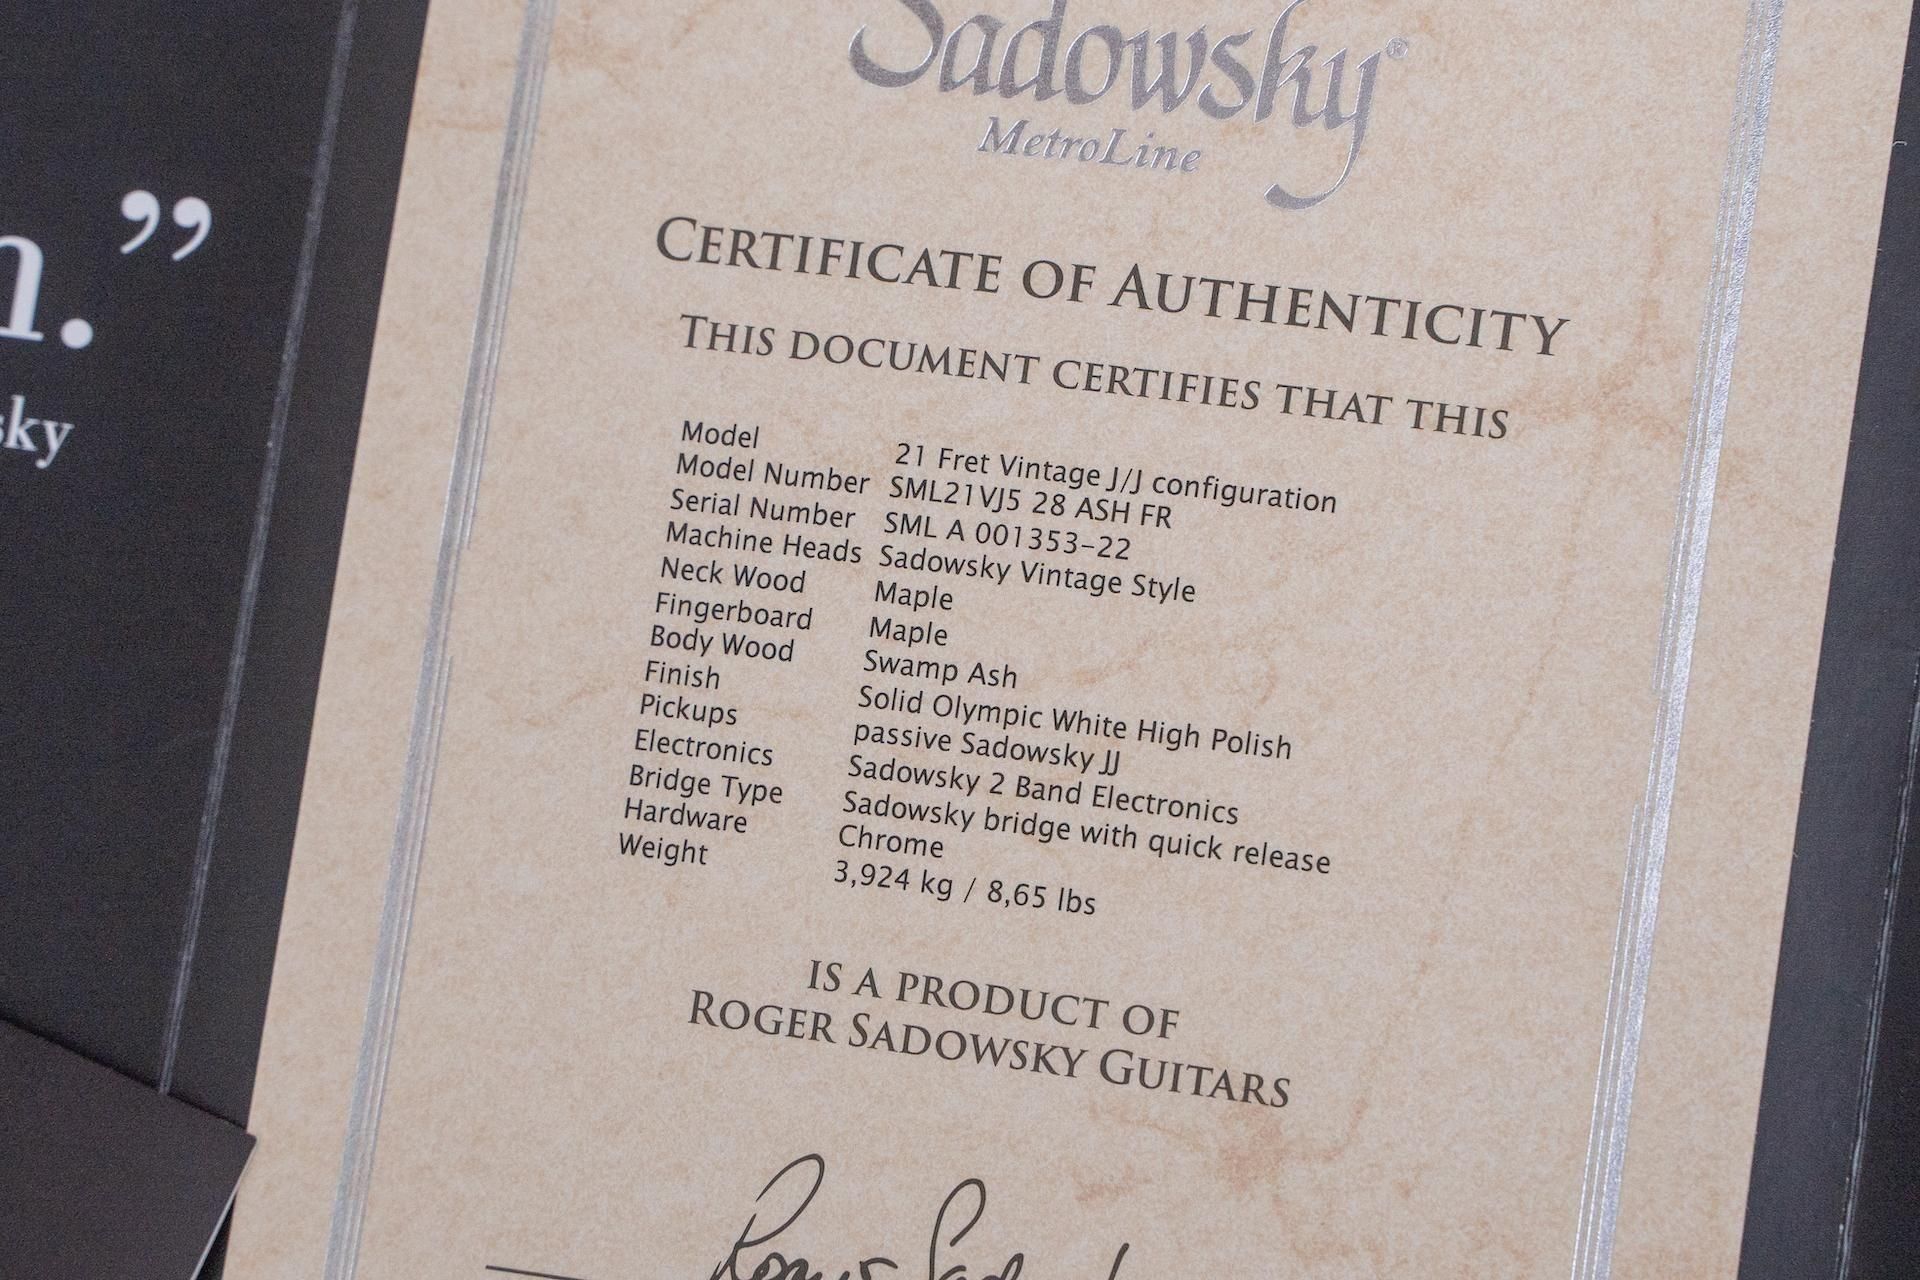 n.”
sky
Sadowsky®
MetroLine
CERTIFICATE OF AUTHENTICITY
THIS DOCUMENT CERTIFIES THAT THIS
Model 21 Fret Vintage J/J configuration
Model Number SML21VJ5 28 ASH FR
Serial Number SML A 001353-22
Machine Heads Sadowsky Vintage Style
Neck Wood Maple
Fingerboard Maple
Body Wood Swamp Ash
Finish Solid Olympic White High Polish
Pickups passive Sadowsky JJ
Electronics Sadowsky 2 Band Electronics
Bridge Type Sadowsky bridge with quick release
Hardware Chrome
Weight 3,924 kg / 8,65 lbs
IS A PRODUCT OF
ROGER SADOWSKY GUITARS